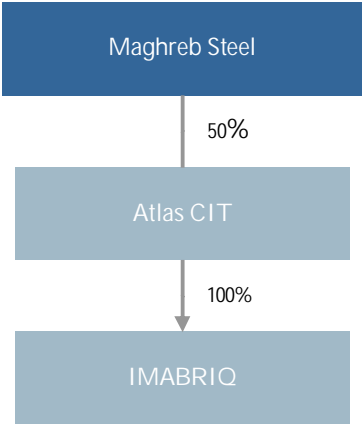 Maghreb Steel
50%
Atlas CIT
100%
IMABRIQ